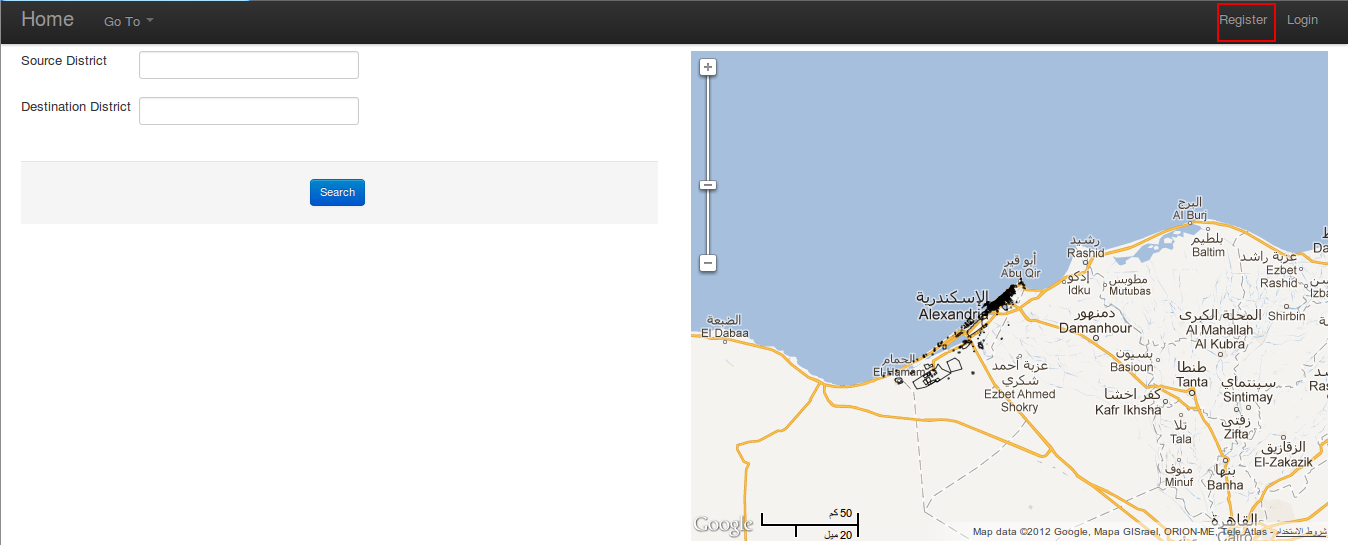 Home
Go To
Register
Login
Source District
Destination District
Search
البرج
Al Burj
بلطيم
Baltim
رشيد
Rashid
أبو قير
Abu Qir
عزبة راشد
Ezbet
Rashid
إدكو
Idku
مطوبس
Mutubas
الإسكندرية
Alexandria
دمنهور
Damanhour
المحلة الكبرى
Al Mahallah
Al Kubra
Shirbin
الضبعة
El Dabaa
الحمام
El Hamam
عزبة أحمد
شكري
Ezbet Ahmed
Shokry
بسيون
Basioun
طنطا
Tanta
سينتماي
Sintimay
كفر اخشا
Kafr Ikhsha
تلا
Tala
زفتي
Zifta
الزقازيق
El-Zakazik
منوف
Minuf
بنها
Banha
القاهرة
Cairo
Google
50 كم
20 ميل
Map data ©2012 Google, Mapa GISrael, ORION-ME, Tele Atlas - شروط الاستخدام